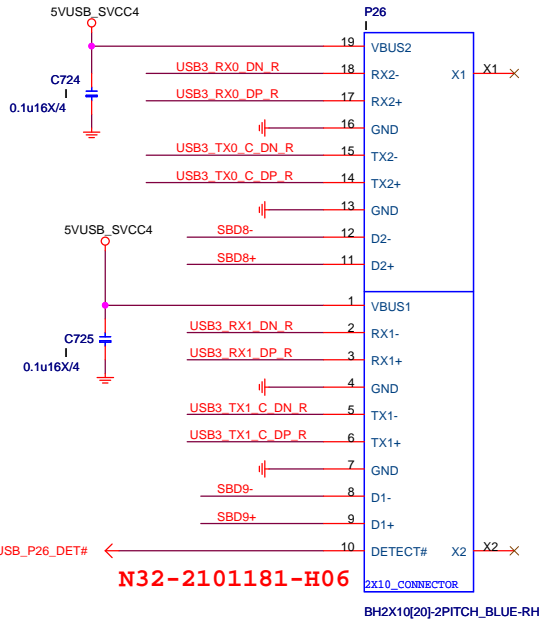 P26
5VUSB_SVCC4
19 VBUS2
USB3_RX0_DN_R 18 RX2- X1 X1
C724
0.1u16X/4
USB3_RX0_DP_R 17 RX2+
16 GND
USB3_TX0_C_DN_R 15 TX2-
USB3_TX0_C_DP_R 14 TX2+
13 GND
5VUSB_SVCC4
SBD8- 12 D2-
SBD8+ 11 D2+
1 VBUS1
USB3_RX1_DN_R 2 RX1-
C725
0.1u16X/4
USB3_RX1_DP_R 3 RX1+
4 GND
USB3_TX1_C_DN_R 5 TX1-
USB3_TX1_C_DP_R 6 TX1+
7 GND
SBD9- 8 D1-
SBD9+ 9 D1+
USB_P26_DET# 10 DETECT# X2 X2
N32-2101181-H06
2X10_CONNECTOR
BH2X10[20]-2PITCH_BLUE-RH